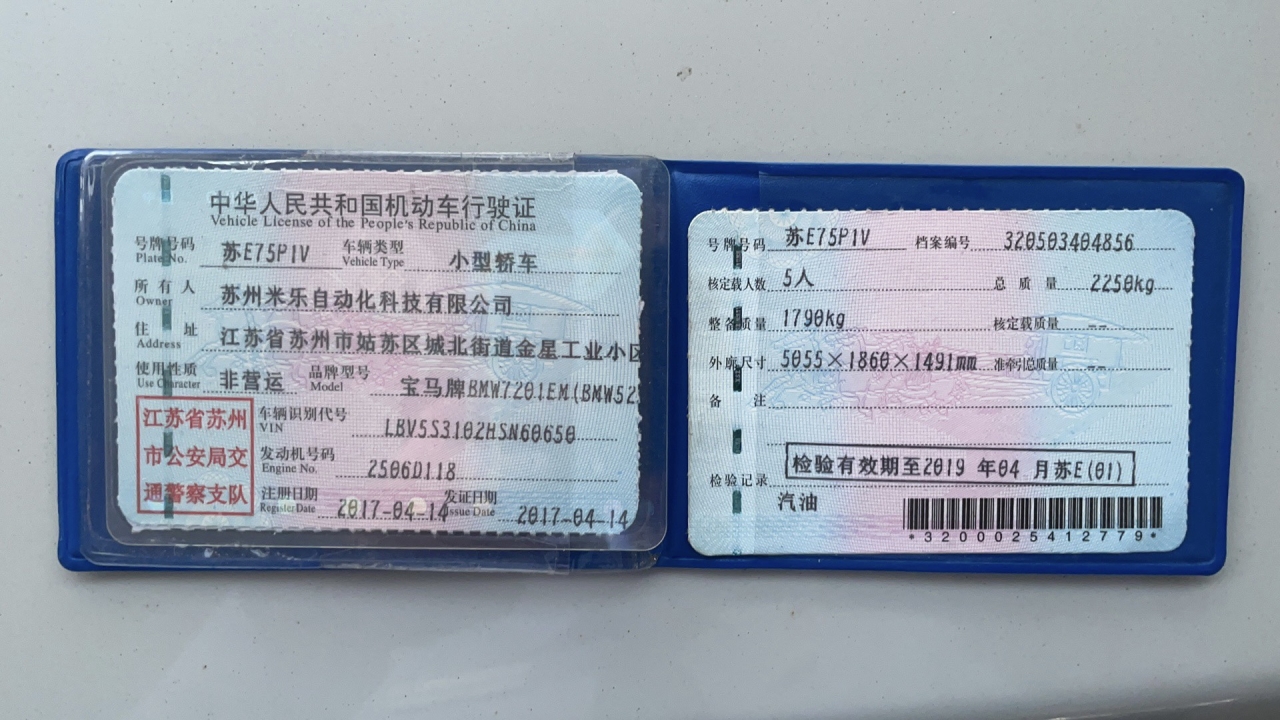 中华人民共和国机动车行驶证
Vehicle License of the People's Republic of China
号牌号码 苏E75P1V 车辆类型 小型轿车
Plate No. Vehicle Type
所有人 苏州米乐自动化科技有限公司
Owner
住址 江苏省苏州市姑苏区城北街道金星工业小区
Address
使用性质 非营运 品牌型号 宝马牌BMW7201EM(BMW52
Use Character Model
江苏省苏州
市公安局交
通警察支队
车辆识别代号 LBV5S3102HSN60650
VIN
发动机号码 2506D118
Engine No.
注册日期 2017-04-14 发证日期 2017-04-14
Register Date Issue Date
号牌号码 苏E75P1V 档案编号 320503404856
核定载人数 5人 总质量 2250kg
整备质量 1790kg 核定载质量 --
外廓尺寸 5055×1860×1491mm 准牵引总质量 --
备注
检验有效期至2019年04月苏E(01)
检验记录
汽油
*3200025412779*